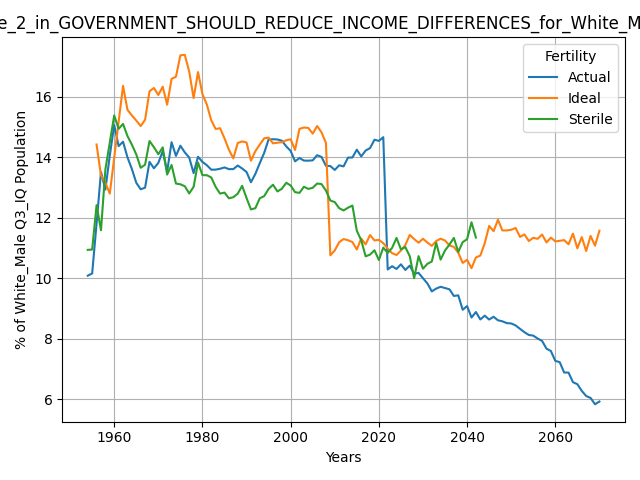 e_2_in_GOVERNMENT_SHOULD_REDUCE_INCOME_DIFFERENCES_for_White_M
Fertility
Actual
Ideal
Sterile
% of White_Male Q3_IQ Population
16
14
12
10
8
6
1960
1980
2000
2020
2040
2060
Years